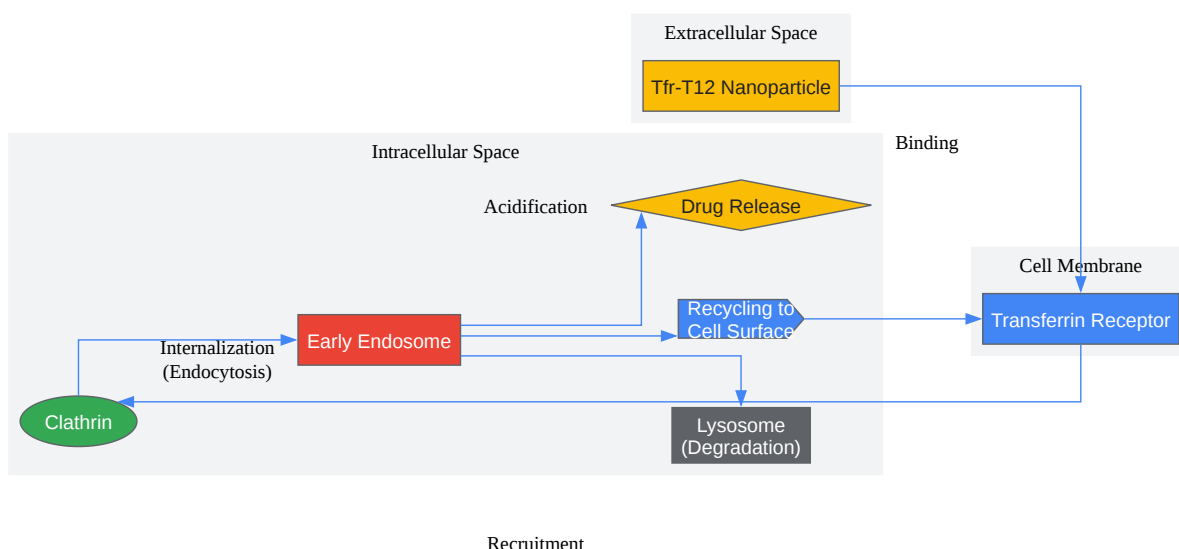 Extracellular Space
Tfr-T12 Nanoparticle
Binding
Intracellular Space
Acidification
Drug Release
Cell Membrane
Recycling to
Cell Surface
Transferrin Receptor
Early Endosome
Internalization
(Endocytosis)
Clathrin
Lysosome
(Degradation)
Recruitment